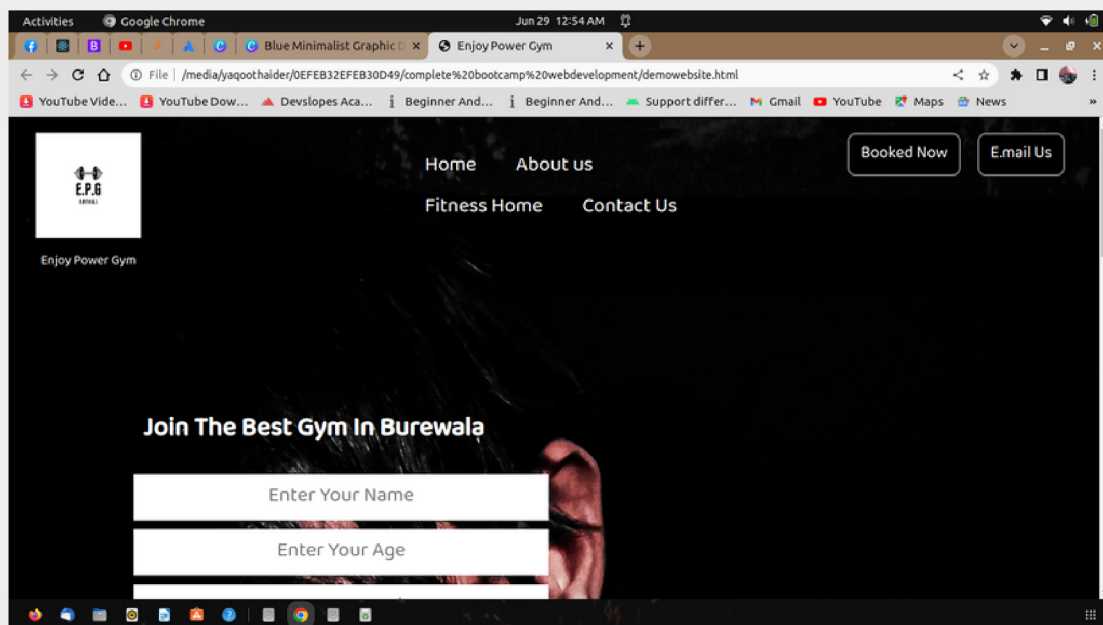 Activities Google Chrome Jun 29 12:54 AM
Blue Minimalist Graphic D Enjoy Power Gym
File /media/yaqoothaider/0EFEB32EFEB30D49/complete%20bootcamp%20webdevelopment/demowebsite.html
YouTube Vide... YouTube Dow... Devslopes Aca... Beginner And... Beginner And... Support differ... Gmail YouTube Maps News
Home About us
Booked Now E.mail Us
E.P.G
Fitness Home Contact Us
Enjoy Power Gym
Join The Best Gym In Burewala
Enter Your Name
Enter Your Age